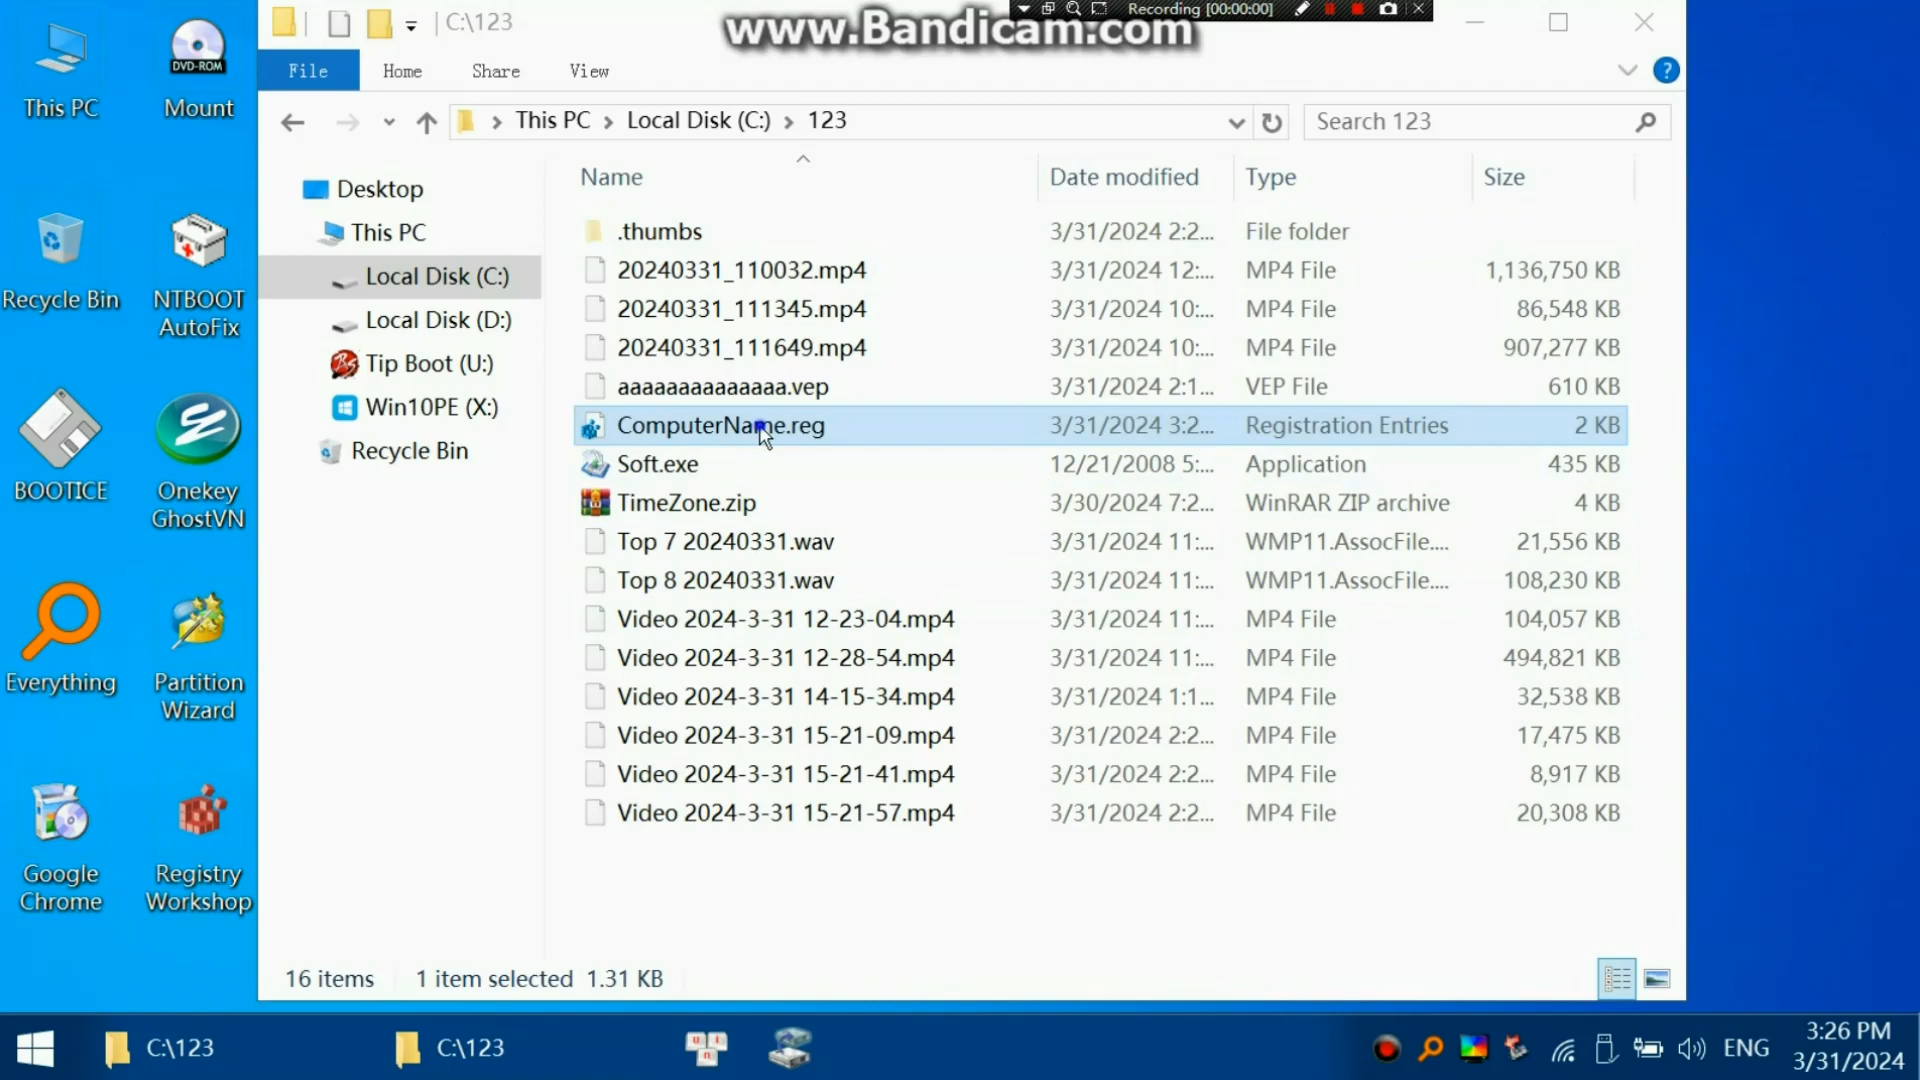 This PC
Mount
Recycle Bin
NTBOOT
AutoFix
BOOTICE
Onekey
GhostVN
Everything
Partition
Wizard
Google
Chrome
Registry
Workshop
DVD-ROM
C:\123
www.Bandicam.com
Recording [00:00:00]
File
Home
Share
View
?
This PC
Local Disk (C:)
123
Search 123
Desktop
This PC
Local Disk (C:)
Local Disk (D:)
Tip Boot (U:)
Win10PE (X:)
Recycle Bin
Name Date modified Type Size
.thumbs 3/31/2024 2:2... File folder
20240331_110032.mp4 3/31/2024 12:... MP4 File 1,136,750 KB
20240331_111345.mp4 3/31/2024 10:... MP4 File 86,548 KB
20240331_111649.mp4 3/31/2024 10:... MP4 File 907,277 KB
aaaaaaaaaaaaaa.vep 3/31/2024 2:1... VEP File 610 KB
ComputerName.reg 3/31/2024 3:2... Registration Entries 2 KB
Soft.exe 12/21/2008 5:... Application 435 KB
TimeZone.zip 3/30/2024 7:2... WinRAR ZIP archive 4 KB
Top 7 20240331.wav 3/31/2024 11:... WMP11.AssocFile.... 21,556 KB
Top 8 20240331.wav 3/31/2024 11:... WMP11.AssocFile.... 108,230 KB
Video 2024-3-31 12-23-04.mp4 3/31/2024 11:... MP4 File 104,057 KB
Video 2024-3-31 12-28-54.mp4 3/31/2024 11:... MP4 File 494,821 KB
Video 2024-3-31 14-15-34.mp4 3/31/2024 1:1... MP4 File 32,538 KB
Video 2024-3-31 15-21-09.mp4 3/31/2024 2:2... MP4 File 17,475 KB
Video 2024-3-31 15-21-41.mp4 3/31/2024 2:2... MP4 File 8,917 KB
Video 2024-3-31 15-21-57.mp4 3/31/2024 2:2... MP4 File 20,308 KB
16 items 1 item selected 1.31 KB
C:\123
C:\123
u i n
ENG
3:26 PM
3/31/2024